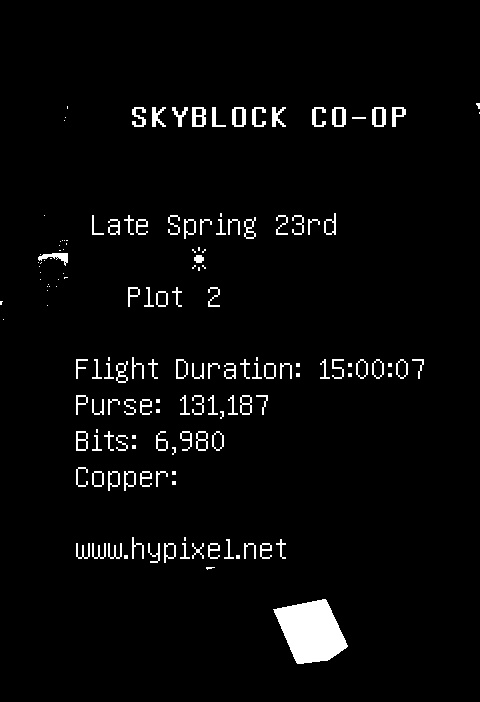 SKYBLOCK CO-OP
Late Spring 23rd
Plot 2
Flight Duration: 15:00:07
Purse: 131,187
Bits: 6,980
Copper:
www.hypixel.net